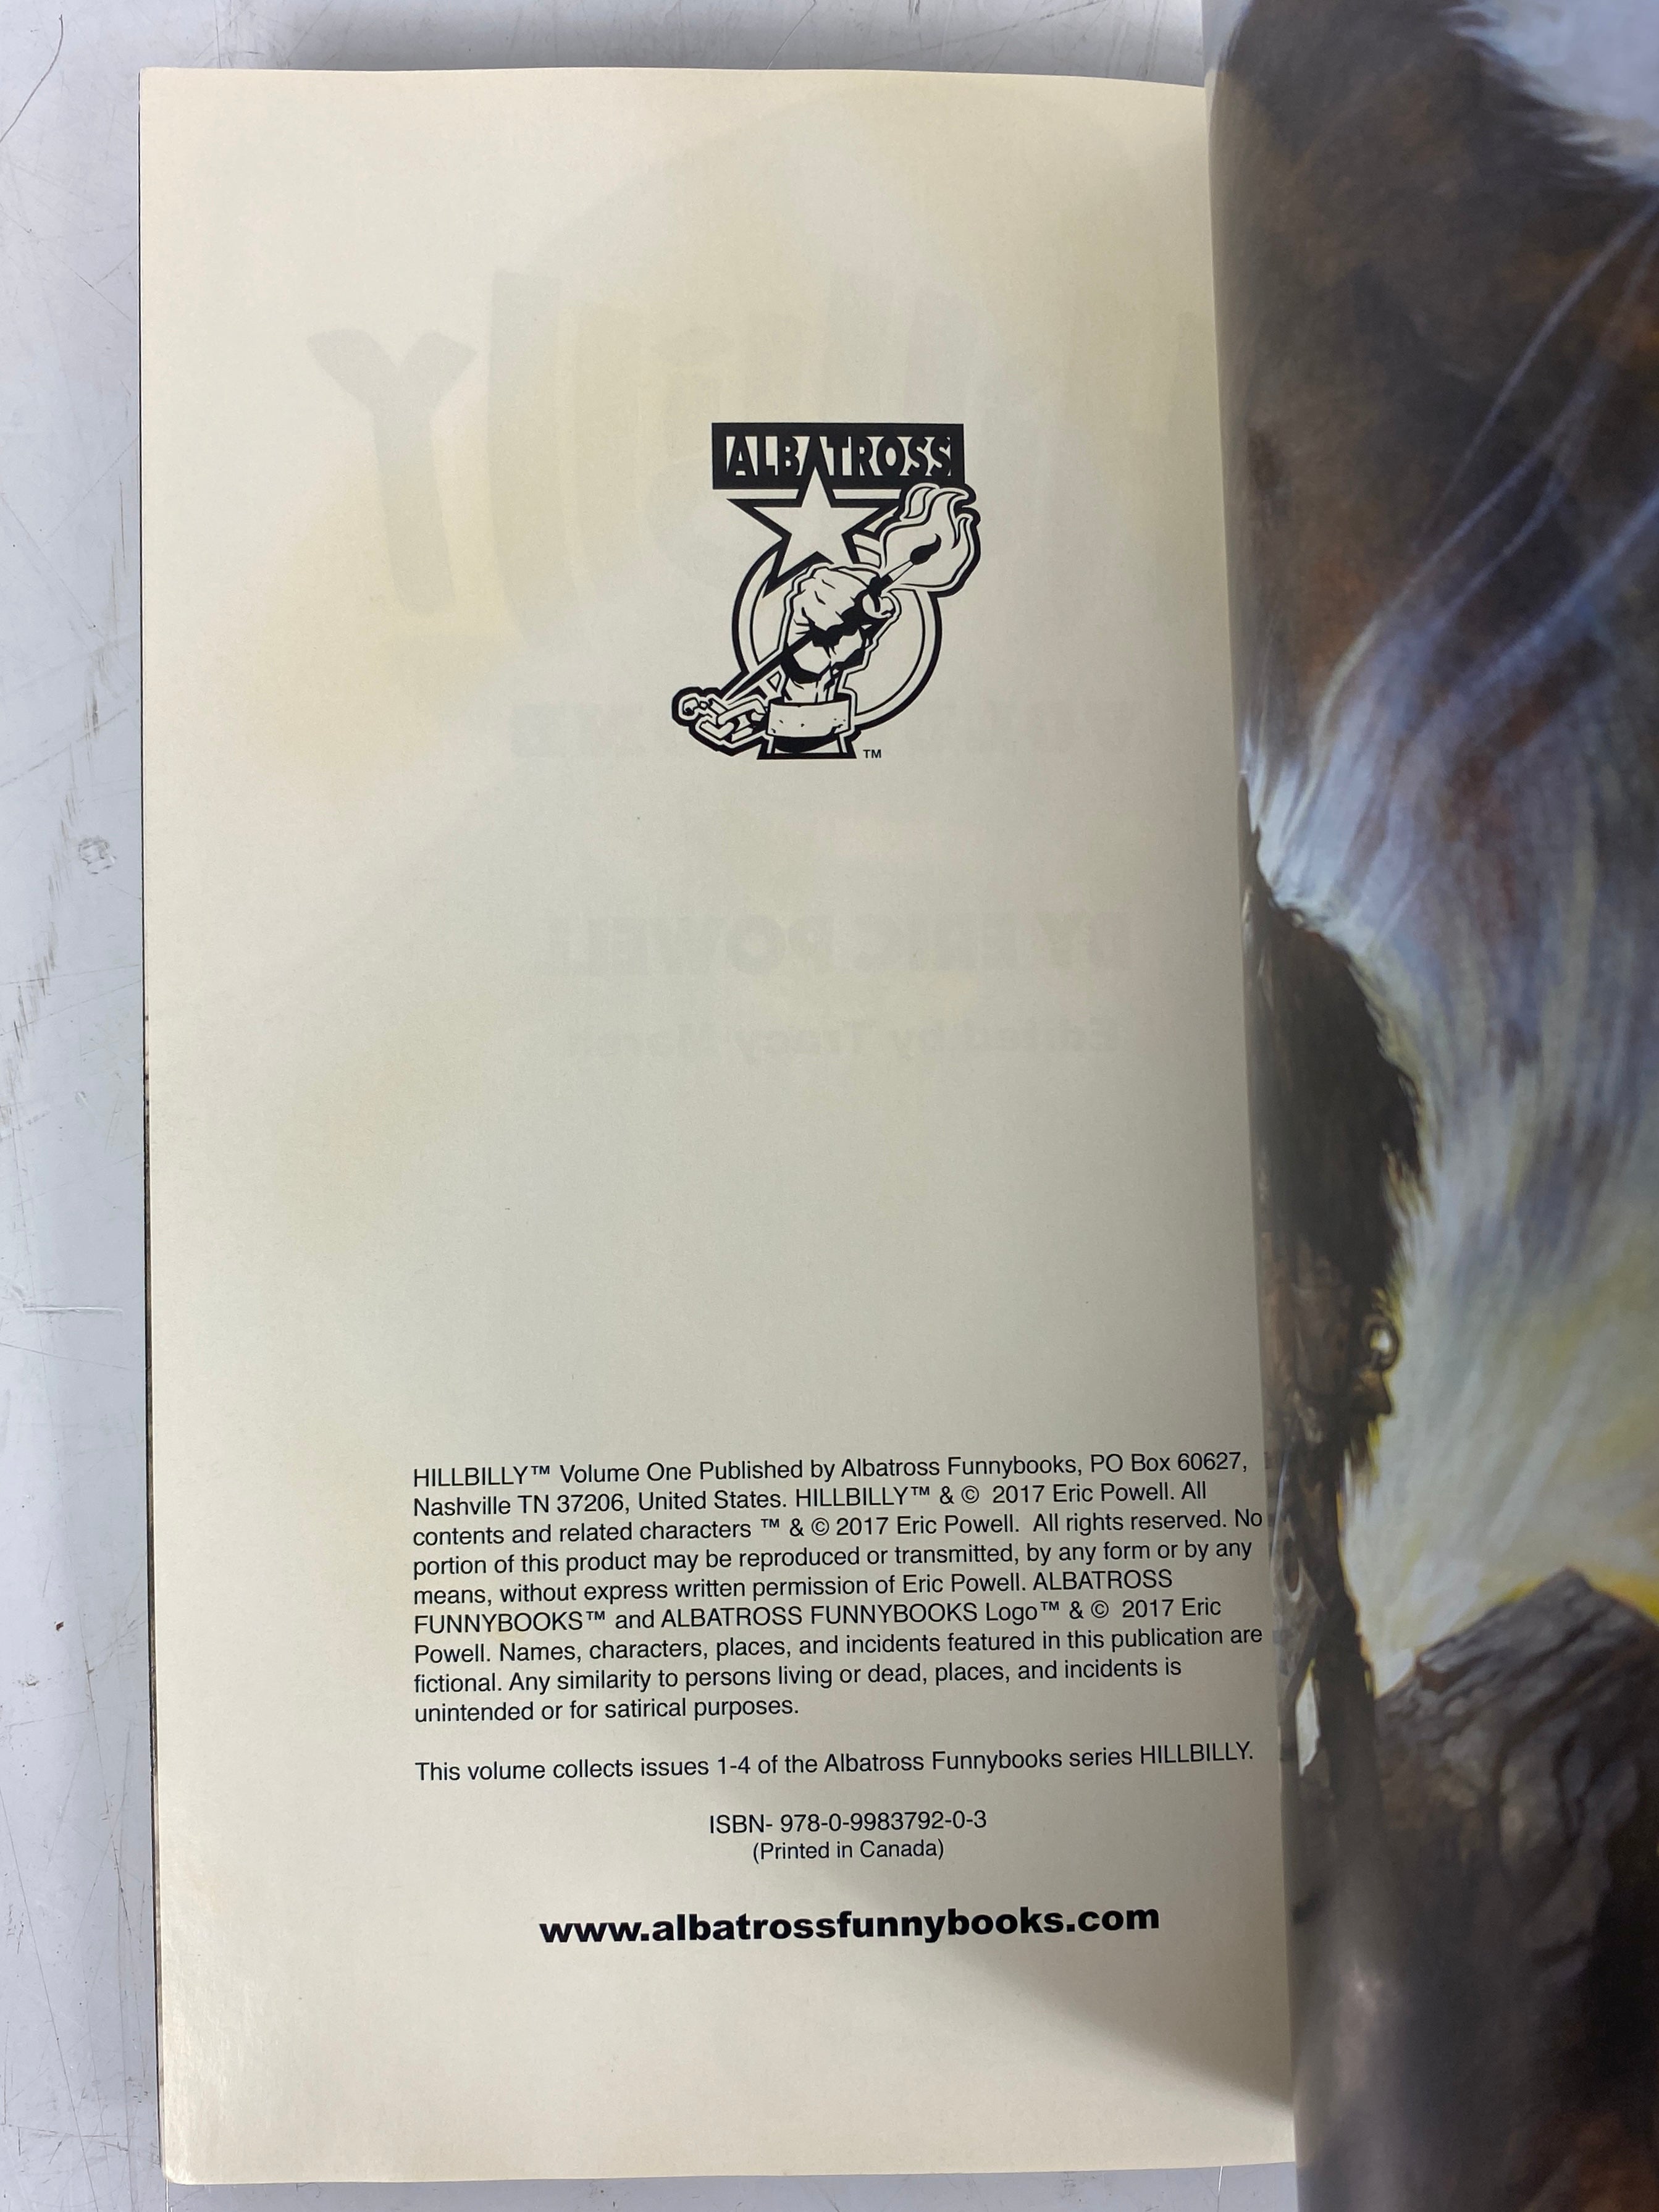 ALBATROSS
TM
HILLBILLY™ Volume One Published by Albatross Funnybooks, PO Box 60627,
Nashville TN 37206, United States. HILLBILLY™ & © 2017 Eric Powell. All
contents and related characters ™ & © 2017 Eric Powell. All rights reserved. No
portion of this product may be reproduced or transmitted, by any form or by any
means, without express written permission of Eric Powell. ALBATROSS
FUNNYBOOKS™ and ALBATROSS FUNNYBOOKS Logo™ & © 2017 Eric
Powell. Names, characters, places, and incidents featured in this publication are
fictional. Any similarity to persons living or dead, places, and incidents is
unintended or for satirical purposes.
This volume collects issues 1-4 of the Albatross Funnybooks series HILLBILLY.
ISBN- 978-0-9983792-0-3
(Printed in Canada)
www.albatrossfunnybooks.com